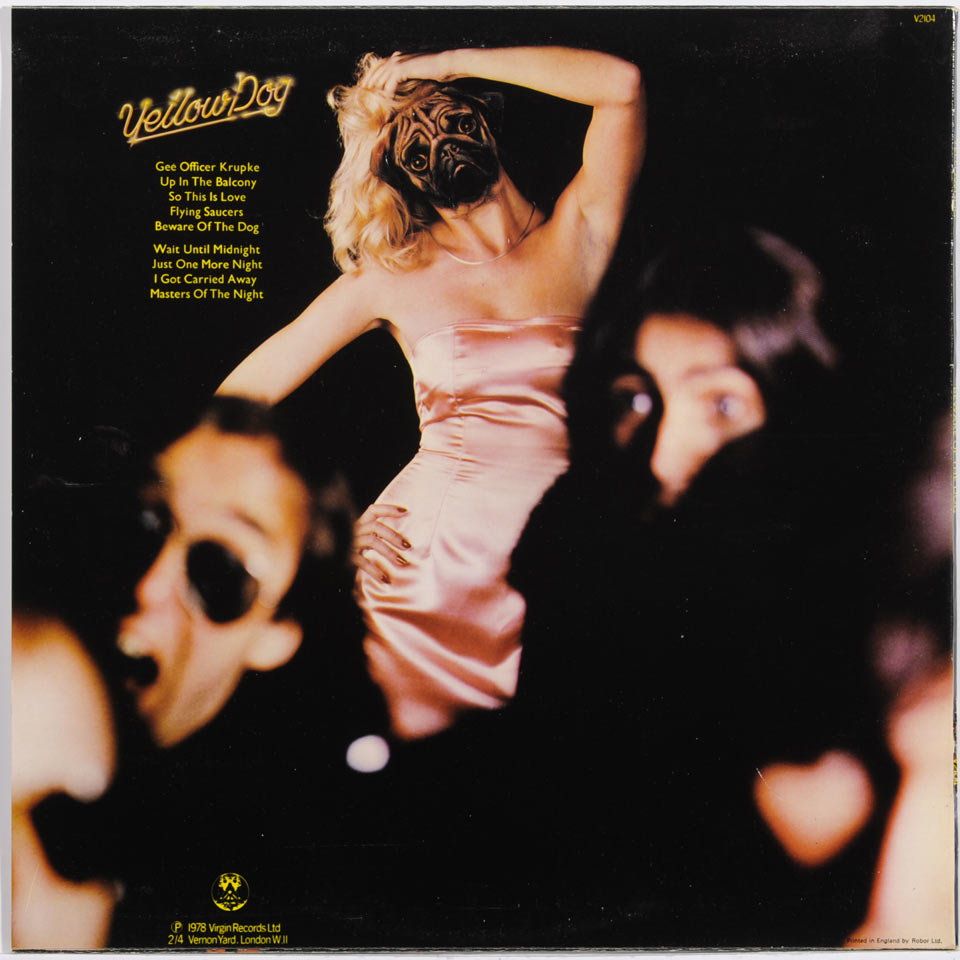 V2104
Yellow Dog
Gee Officer Krupke
Up In The Balcony
So This Is Love
Flying Saucers
Beware Of The Dog
Wait Until Midnight
Just One More Night
I Got Carried Away
Masters Of The Night
℗ 1978 Virgin Records Ltd
2/4 Vernon Yard. London W.11
Printed in England by Robor Ltd.